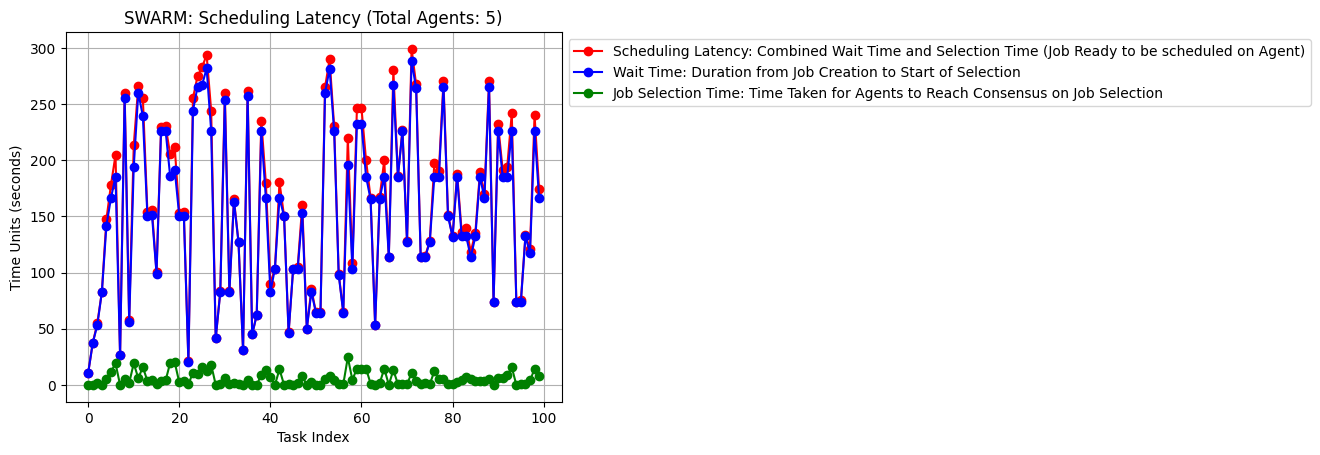 SWARM: Scheduling Latency (Total Agents: 5)
Scheduling Latency: Combined Wait Time and Selection Time (Job Ready to be scheduled on Agent)
Wait Time: Duration from Job Creation to Start of Selection
Job Selection Time: Time Taken for Agents to Reach Consensus on Job Selection
Time Units (seconds)
300
250
200
150
100
50
0
0
20
40
60
80
100
Task Index